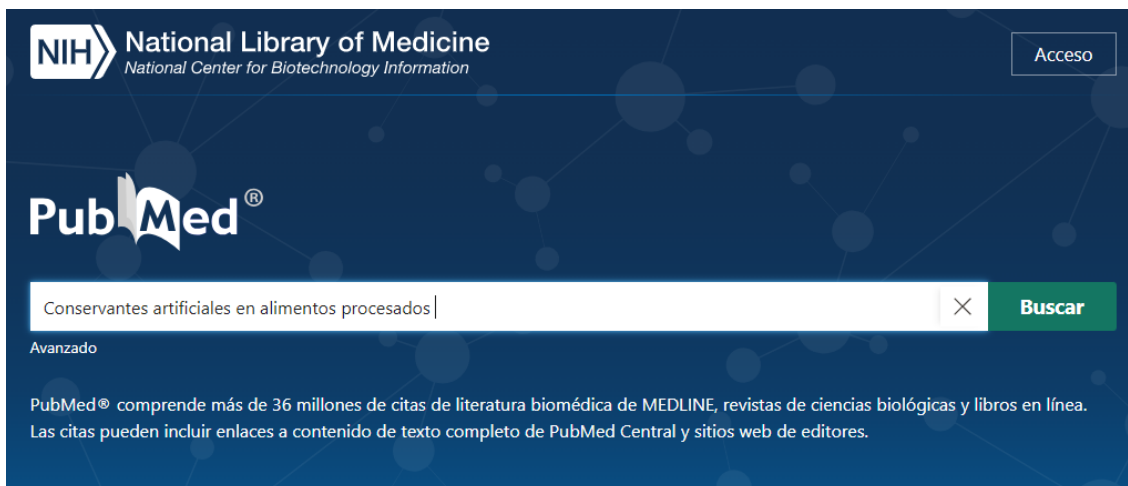 NIH
National Library of Medicine
National Center for Biotechnology Information
Acceso
PubMed®
Conservantes artificiales en alimentos procesados
Buscar
Avanzado
PubMed® comprende más de 36 millones de citas de literatura biomédica de MEDLINE, revistas de ciencias biológicas y libros en línea.
Las citas pueden incluir enlaces a contenido de texto completo de PubMed Central y sitios web de editores.